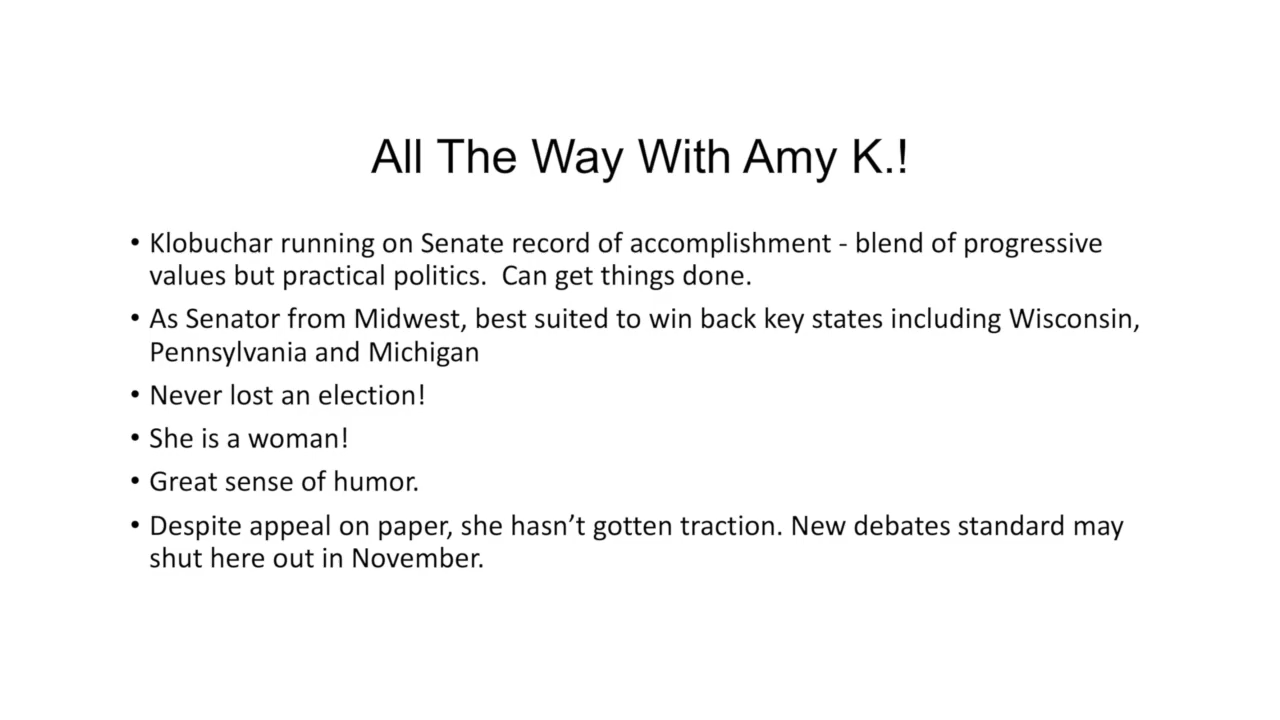 All The Way With Amy K.!
• Klobuchar running on Senate record of accomplishment - blend of progressive
values but practical politics.  Can get things done.
• As Senator from Midwest, best suited to win back key states including Wisconsin,
Pennsylvania and Michigan
• Never lost an election!
• She is a woman!
• Great sense of humor.
• Despite appeal on paper, she hasn’t gotten traction. New debates standard may
shut here out in November.